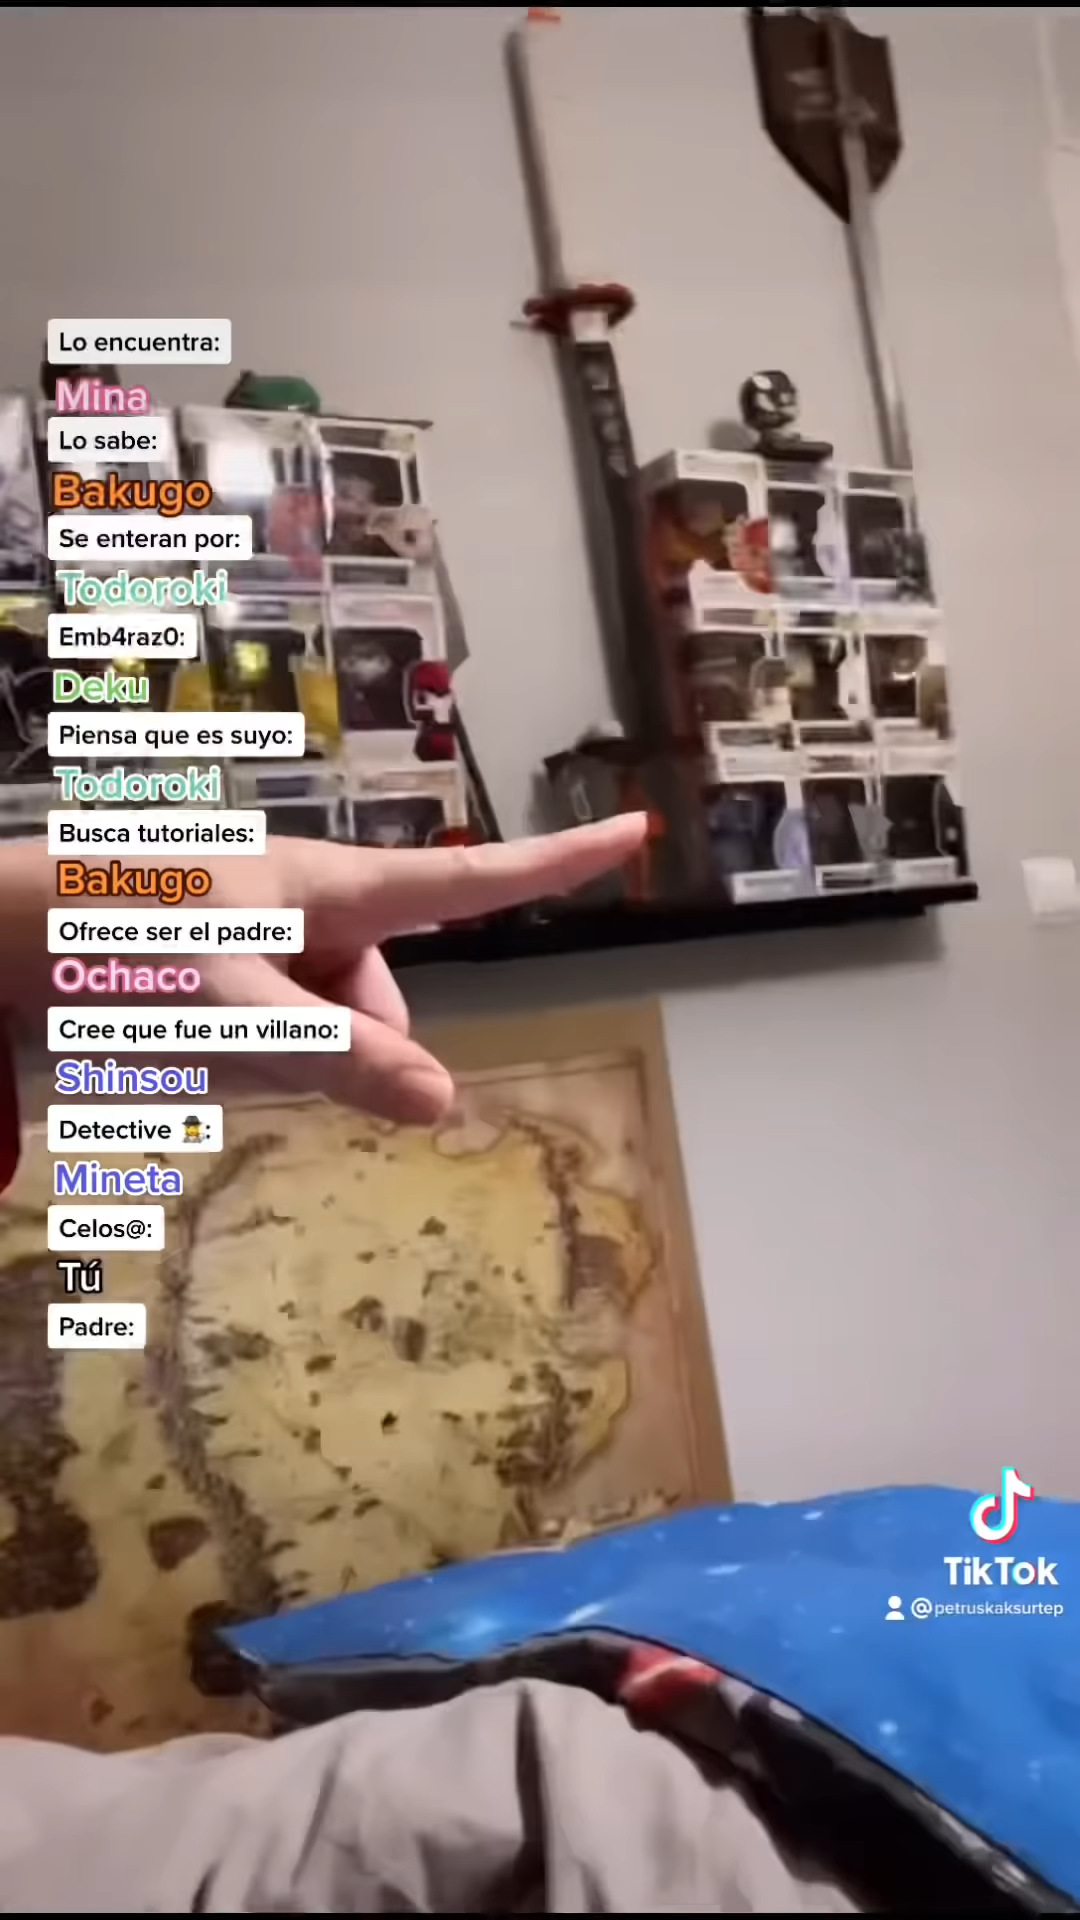 Lo encuentra:
Mina
Lo sabe:
Bakugo
Se enteran por:
Todoroki
Emb4raz0:
Deku
Piensa que es suyo:
Todoroki
Busca tutoriales:
Bakugo
Ofrece ser el padre:
Ochaco
Cree que fue un villano:
Shinsou
Detective 🕵️:
Mineta
Celos@:
Tú
Padre:
TikTok
@petruskaksurtep